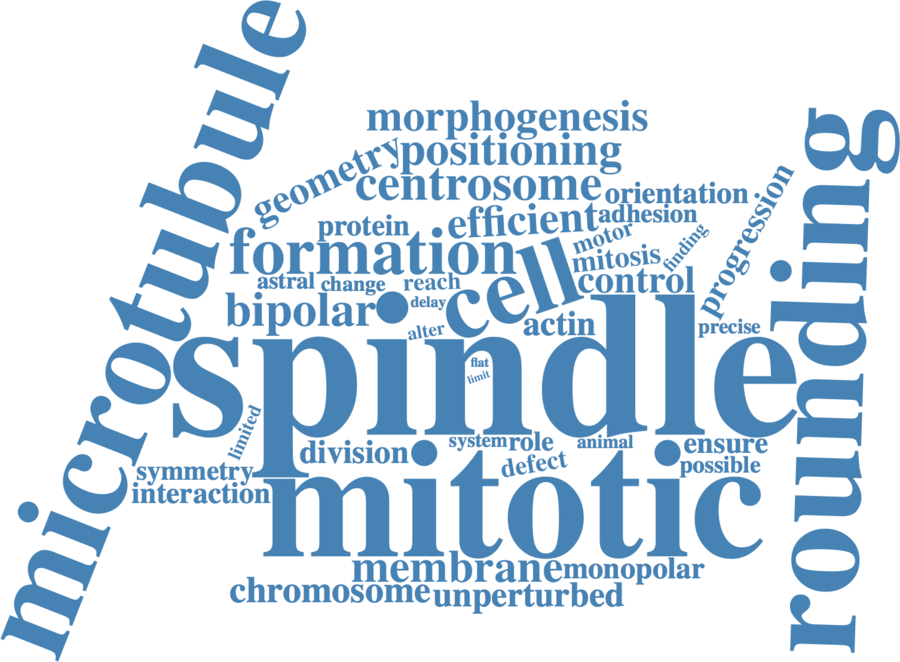 microtubule
morphogenesis
geometry
positioning
centrosome
orientation
protein
efficient
adhesion
progression
rounding
formation
cell
motor
finding
mitosis
astral
change
reach
control
bipolar
delay
alter
actin
precise
spindle
flat
limit
limited
division
system
role
animal
ensure
symmetry
defect
possible
interaction
mitotic
membrane
monopolar
chromosome
unperturbed